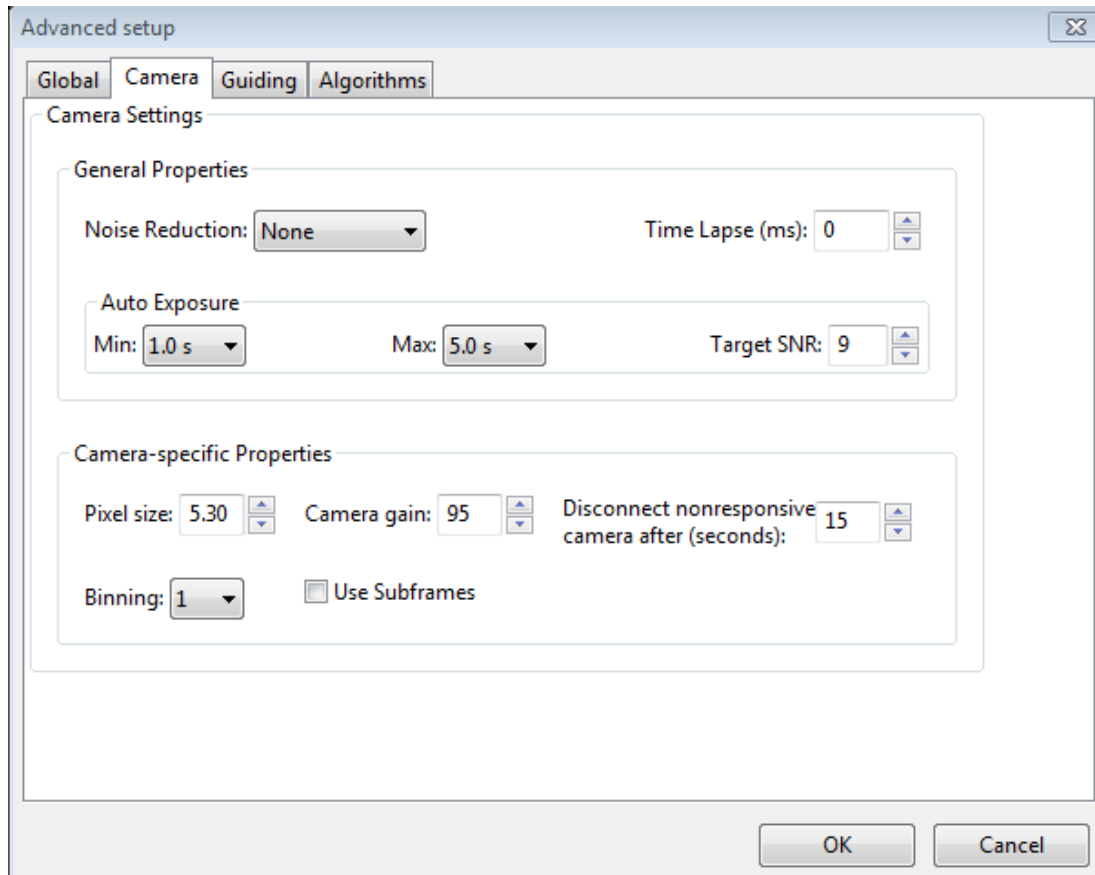 Advanced setup
Global Camera Guiding Algorithms
Camera Settings
General Properties
Noise Reduction: None Time Lapse (ms): 0
Auto Exposure
Min: 1.0 s Max: 5.0 s Target SNR: 9
Camera-specific Properties
Pixel size: 5.30 Camera gain: 95 Disconnect nonresponsive
camera after (seconds): 15
Binning: 1 Use Subframes
OK Cancel